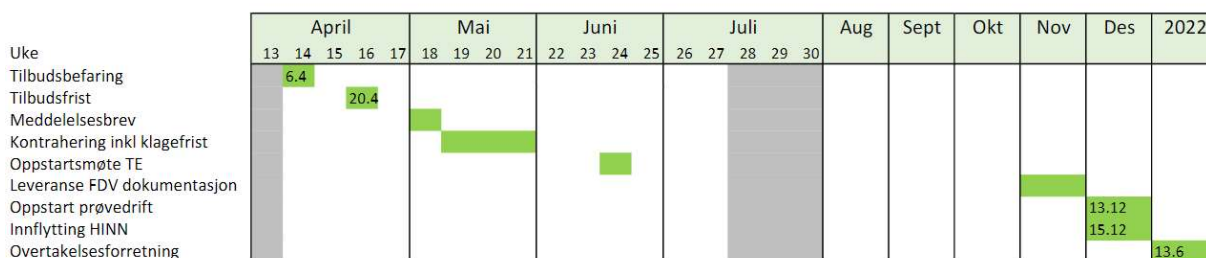 April Mai Juni Juli Aug Sept Okt Nov Des 2022
Uke 13 14 15 16 17 18 19 20 21 22 23 24 25 26 27 28 29 30
Tilbudsbefaring 6.4
Tilbudsfrist 20.4
Meddelelsesbrev
Kontrahering inkl klagefrist
Oppstartsmøte TE
Leveranse FDV dokumentasjon
Oppstart prøvedrift 13.12
Innflytting HINN 15.12
Overtakelsesforretning 13.6